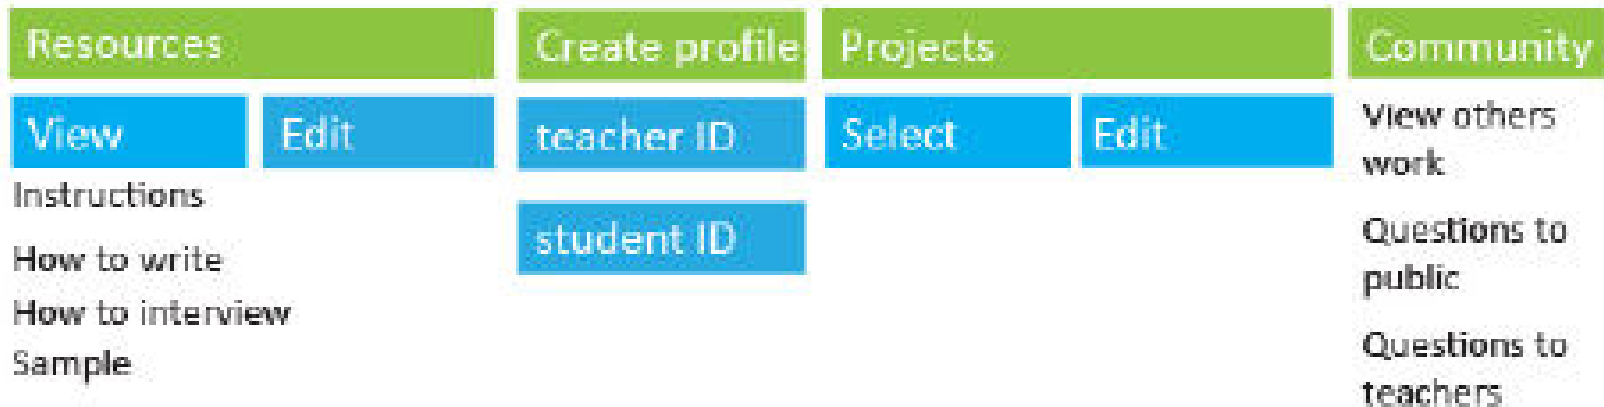 Resources
Create profile
Projects
Community
View
Edit
teacher ID
Select
Edit
View others
work
Instructions
student ID
Questions to
public
How to write
How to interview
Sample
Questions to
teachers